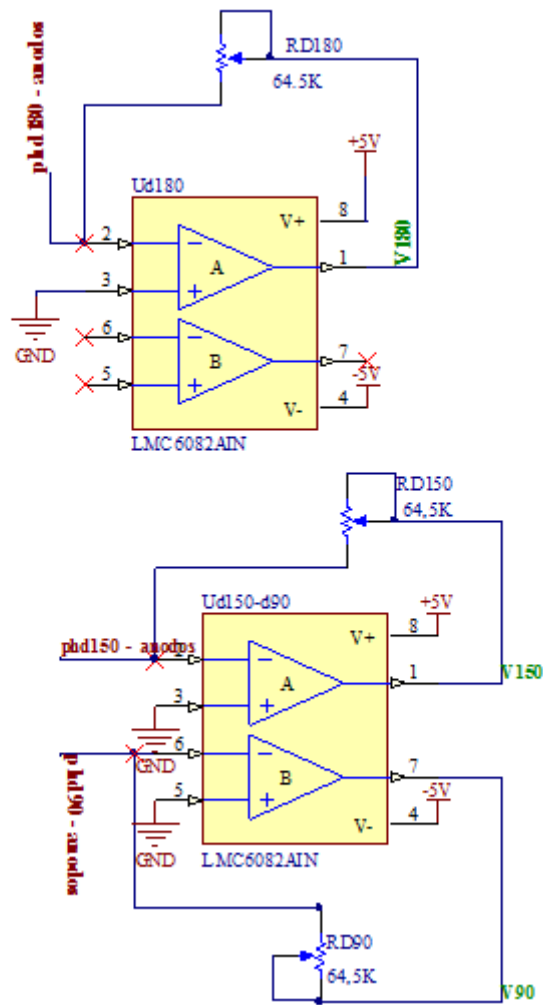 RD180
64.5K
phd180 - anodos
+5V
Ud180
V+
8
2
1
V180
A
3
GND
6
B
7
5
-5V
V-
4
LMC6082AIN
RD150
64,5K
Ud150-d90
+5V
phd150 - anodos
V+
8
A
1
V150
3
GND
6
phd90 - anodos
B
7
5
-5V
GND
V-
4
LMC6082AIN
RD90
64,5K
V90